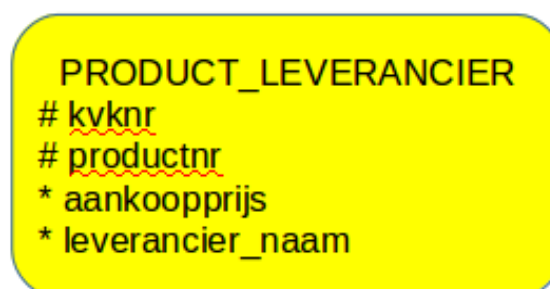 PRODUCT_LEVERANCIER
# kvknr
# productnr
* aankoopprijs
* leverancier_naam